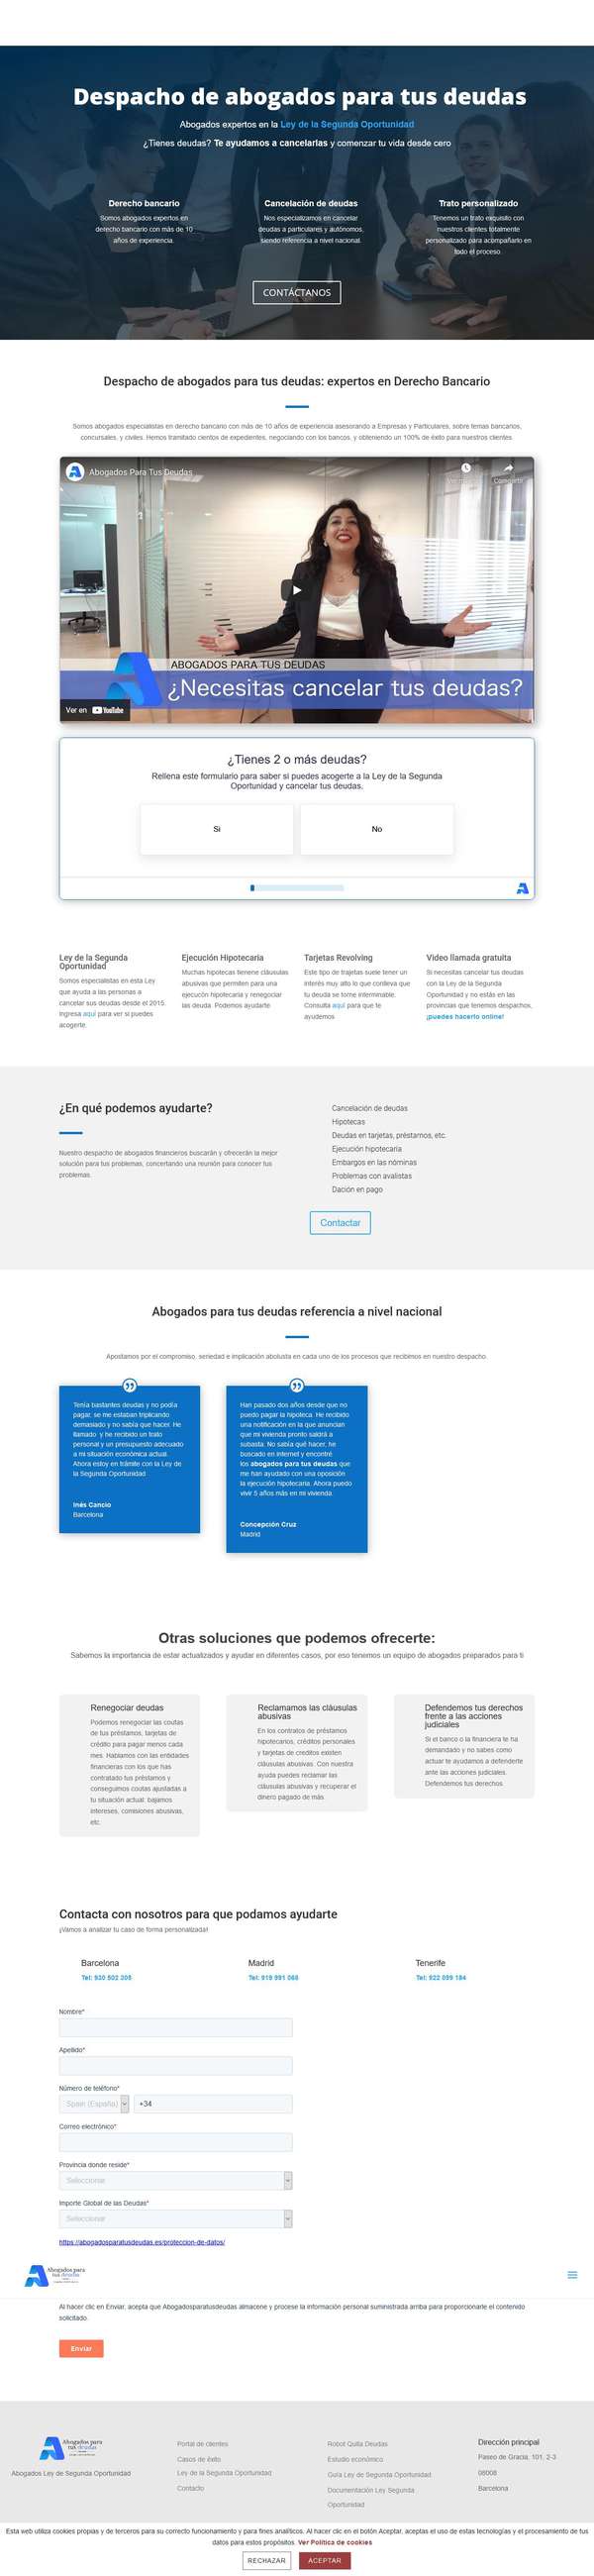 Despacho de abogados para tus deudas
Abogados expertos en la Ley de la Segunda Oportunidad
¿Tienes deudas? Te ayudamos a cancelarlas y comenzar tu vida desde cero
Derecho bancario
Somos abogados expertos en
derecho bancario con más de 10
años de experiencia.
Cancelación de deudas
Nos especializamos en cancelar
deudas a particulares y autónomos,
siendo referencia a nivel nacional.
Trato personalizado
Tenemos un trato exquisito con
nuestros clientes totalmente
personalizado para acompañarlo en
todo el proceso.
CONTÁCTANOS
Despacho de abogados para tus deudas: expertos en Derecho Bancario
Somos abogados especialistas en derecho bancario con más de 10 años de experiencia asesorando a Empresas y Particulares, sobre temas bancarios,
concursales, y civiles. Hemos tramitado cientos de expedientes, negociando con los bancos, y obteniendo un 100% de éxito para nuestros clientes.
Abogados Para Tus Deudas
Compartir
ABOGADOS PARA TUS DEUDAS
¿Necesitas cancelar tus deudas?
Ver en YouTube
¿Tienes 2 o más deudas?
Rellena este formulario para saber si puedes acogerte a la Ley de la Segunda
Oportunidad y cancelar tus deudas.
Si
No
Ley de la Segunda
Oportunidad
Somos especialistas en esta Ley
que ayuda a las personas a
cancelar sus deudas desde el 2015.
Ingresa aquí para ver si puedes
acogerte.
Ejecución Hipotecaria
Muchas hipotecas tienene cláusulas
abusivas que permiten para una
ejecucón hipotecaria y renegociar
las deuda. Podemos ayudarte.
Tarjetas Revolving
Este tipo de trajetas suele tener un
interés muy alto lo que conlleva que
tu deuda se torne interminable.
Consulta aquí para que te
ayudemos
Video llamada gratuita
Si necesitas cancelar tus deudas
con la Ley de la Segunda
Oportunidad y no estás en las
provincias que tenemos despachos,
¡puedes hacerlo online!
¿En qué podemos ayudarte?
Nuestro despacho de abogados financieros buscarán y ofrecerán la mejor
solución para tus problemas, concertando una reunión para conocer tus
problemas.
Cancelación de deudas
Hipotecas
Deudas en tarjetas, préstamos, etc.
Ejecución hipotecaria
Embargos en las nóminas
Problemas con avalistas
Dación en pago
Contactar
Abogados para tus deudas referencia a nivel nacional
Apostamos por el compromiso, seriedad e implicación aboluta en cada uno de los procesos que recibimos en nuestro despacho.
Tenía bastantes deudas y no podía
pagar, se me estaban triplicando
demasiado y no sabía que hacer. He
llamado y he recibido un trato
personal y un presupuesto adecuado
a mi situación económica actual.
Ahora estoy en trámite con la Ley de
la Segunda Oportunidad
Inés Cancio
Barcelona
Han pasado dos años desde que no
puedo pagar la hipoteca. He recibido
una notificación en la que anuncian
que mi vivienda pronto saldrá a
subasta. No sabía qué hacer, he
buscado en internet y encontré
los abogados para tus deudas que
me han ayudado con una oposición
la ejecución hipotecaria. Ahora puedo
vivir 5 años más en mi vivienda.
Concepción Cruz
Madrid
Otras soluciones que podemos ofrecerte:
Sabemos la importancia de estar actualizados y ayudar en diferentes casos, por eso tenemos un equipo de abogados preparados para ti
Renegociar deudas
Podemos renegociar las coutas
de tus préstamos, tarjetas de
crédito para pagar menos cada
mes. Hablamos con las entidades
financieras con los que has
contratado tus préstamos y
conseguimos coutas ajustadas a
tu situación actual: bajamos
intereses, comisiones abusivas,
etc.
Reclamamos las cláusulas
abusivas
En los contratos de préstamos
hipotecarios, créditos personales
y tarjetas de creditos existen
cláusulas abusivas. Con nuestra
ayuda puedes reclamar las
cláusulas abusivas y recuperar el
dinero pagado de más.
Defendemos tus derechos
frente a las acciones
judiciales
Si el banco o la financiera te ha
demandado y no sabes como
actuar te ayudamos a defenderte
ante las acciones judiciales.
Defendemos tus derechos.
Contacta con nosotros para que podamos ayudarte
¡Vamos a analizar tu caso de forma personalizada!
Barcelona
Tel: 930 502 305
Madrid
Tel: 919 991 068
Tenerife
Tel: 922 099 184
Nombre*
Apellido*
Número de teléfono*
Spain (España)
+34
Correo electrónico*
Provincia donde reside*
Seleccionar
Importe Global de las Deudas*
Seleccionar
https://abogadosparatusdeudas.es/proteccion-de-datos/
Abogados para
tus deudas
Al hacer clic en Enviar, acepta que Abogadosparatusdeudas almacene y procese la información personal suministrada arriba para proporcionarle el contenido
solicitado.
Enviar
Abogados para
tus deudas
Abogados Ley de Segunda Oportunidad
Portal de clientes
Casos de éxito
Ley de la Segunda Oportunidad
Contacto
Robot Quita Deudas
Estudio económico
Guía Ley de Segunda Oportunidad
Documentación Ley Segunda
Oportunidad
Dirección principal
Paseo de Gracia, 101, 2-3
08008
Barcelona
Esta web utiliza cookies propias y de terceros para su correcto funcionamiento y para fines analíticos. Al hacer clic en el botón Aceptar, aceptas el uso de estas tecnologías y el procesamiento de tus
datos para estos propósitos. Ver Política de cookies
RECHAZAR
ACEPTAR